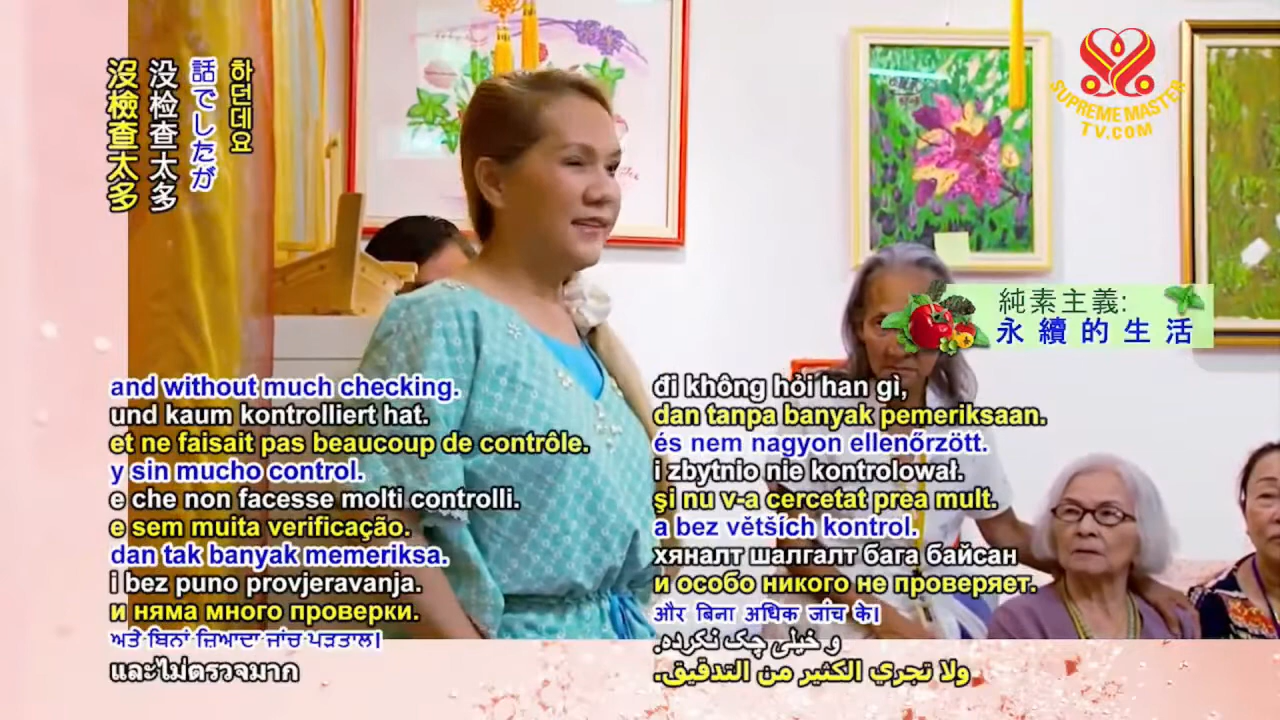 하던데요
話でしたが
没检查太多
沒檢查太多
SUPREME MASTER
TV.COM
純素主義:
永續的生活
and without much checking.
und kaum kontrolliert hat.
et ne faisait pas beaucoup de contrôle.
y sin mucho control.
e che non facesse molti controlli.
e sem muita verificação.
dan tak banyak memeriksa.
i bez puno provjeravanja.
и няма много проверки.
ਅਤੇ ਬਿਨਾਂ ਜ਼ਿਆਦਾ ਜਾਂਚ ਪੜਤਾਲ।
และไม่ตรวจมาก
đi không hỏi han gì,
dan tanpa banyak pemeriksaan.
és nem nagyon ellenőrzött.
i zbytnio nie kontrolował.
şi nu v-a cercetat prea mult.
a bez větších kontrol.
хяналт шалгалт бага байсан
и особо никого не проверяет.
और बिना अधिक जांच के।
و خیلی چک نکرده.
ولا تجري الكثير من التدقيق.